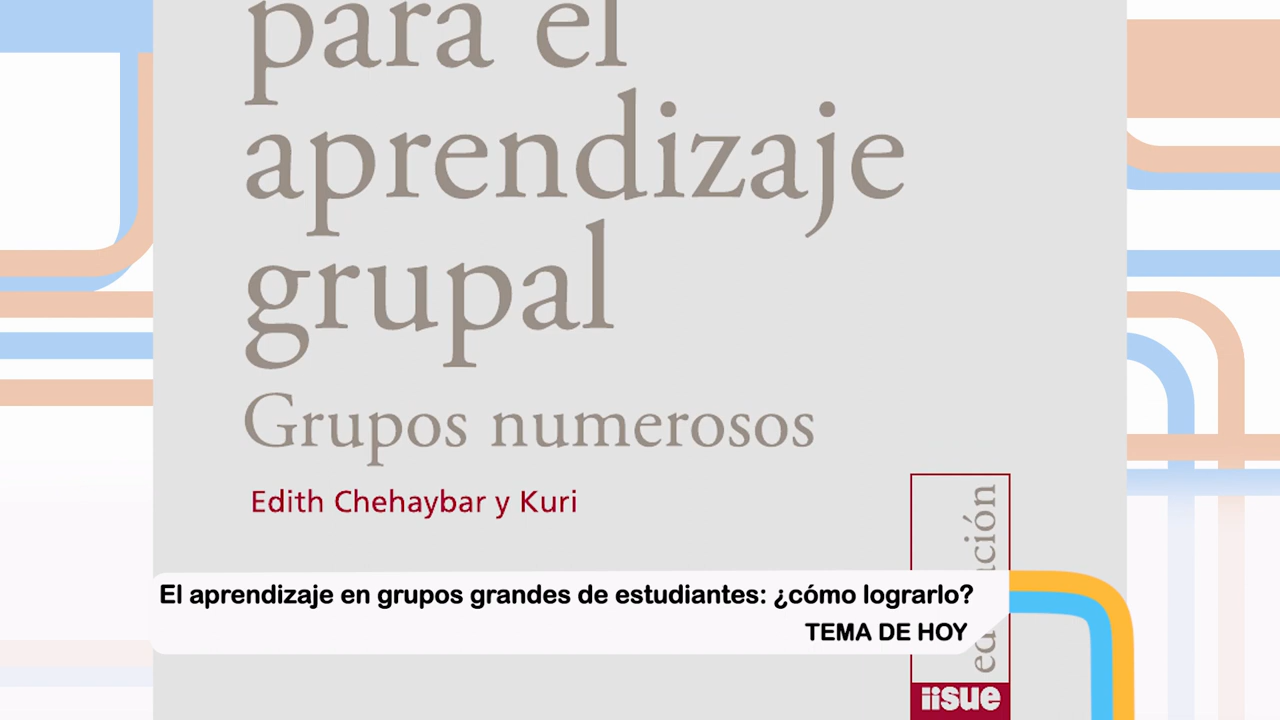 para el
aprendizaje
grupal
Grupos numerosos
Edith Chehaybar y Kuri
El aprendizaje en grupos grandes de estudiantes: ¿cómo lograrlo?
TEMA DE HOY
iisue